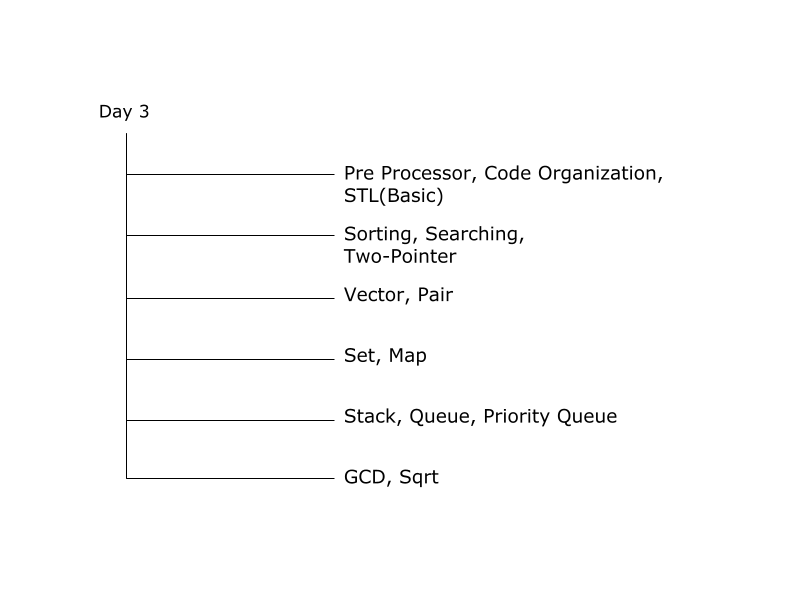 Day 3
Pre Processor, Code Organization,
STL(Basic)
Sorting, Searching,
Two-Pointer
Vector, Pair
Set, Map
Stack, Queue, Priority Queue
GCD, Sqrt